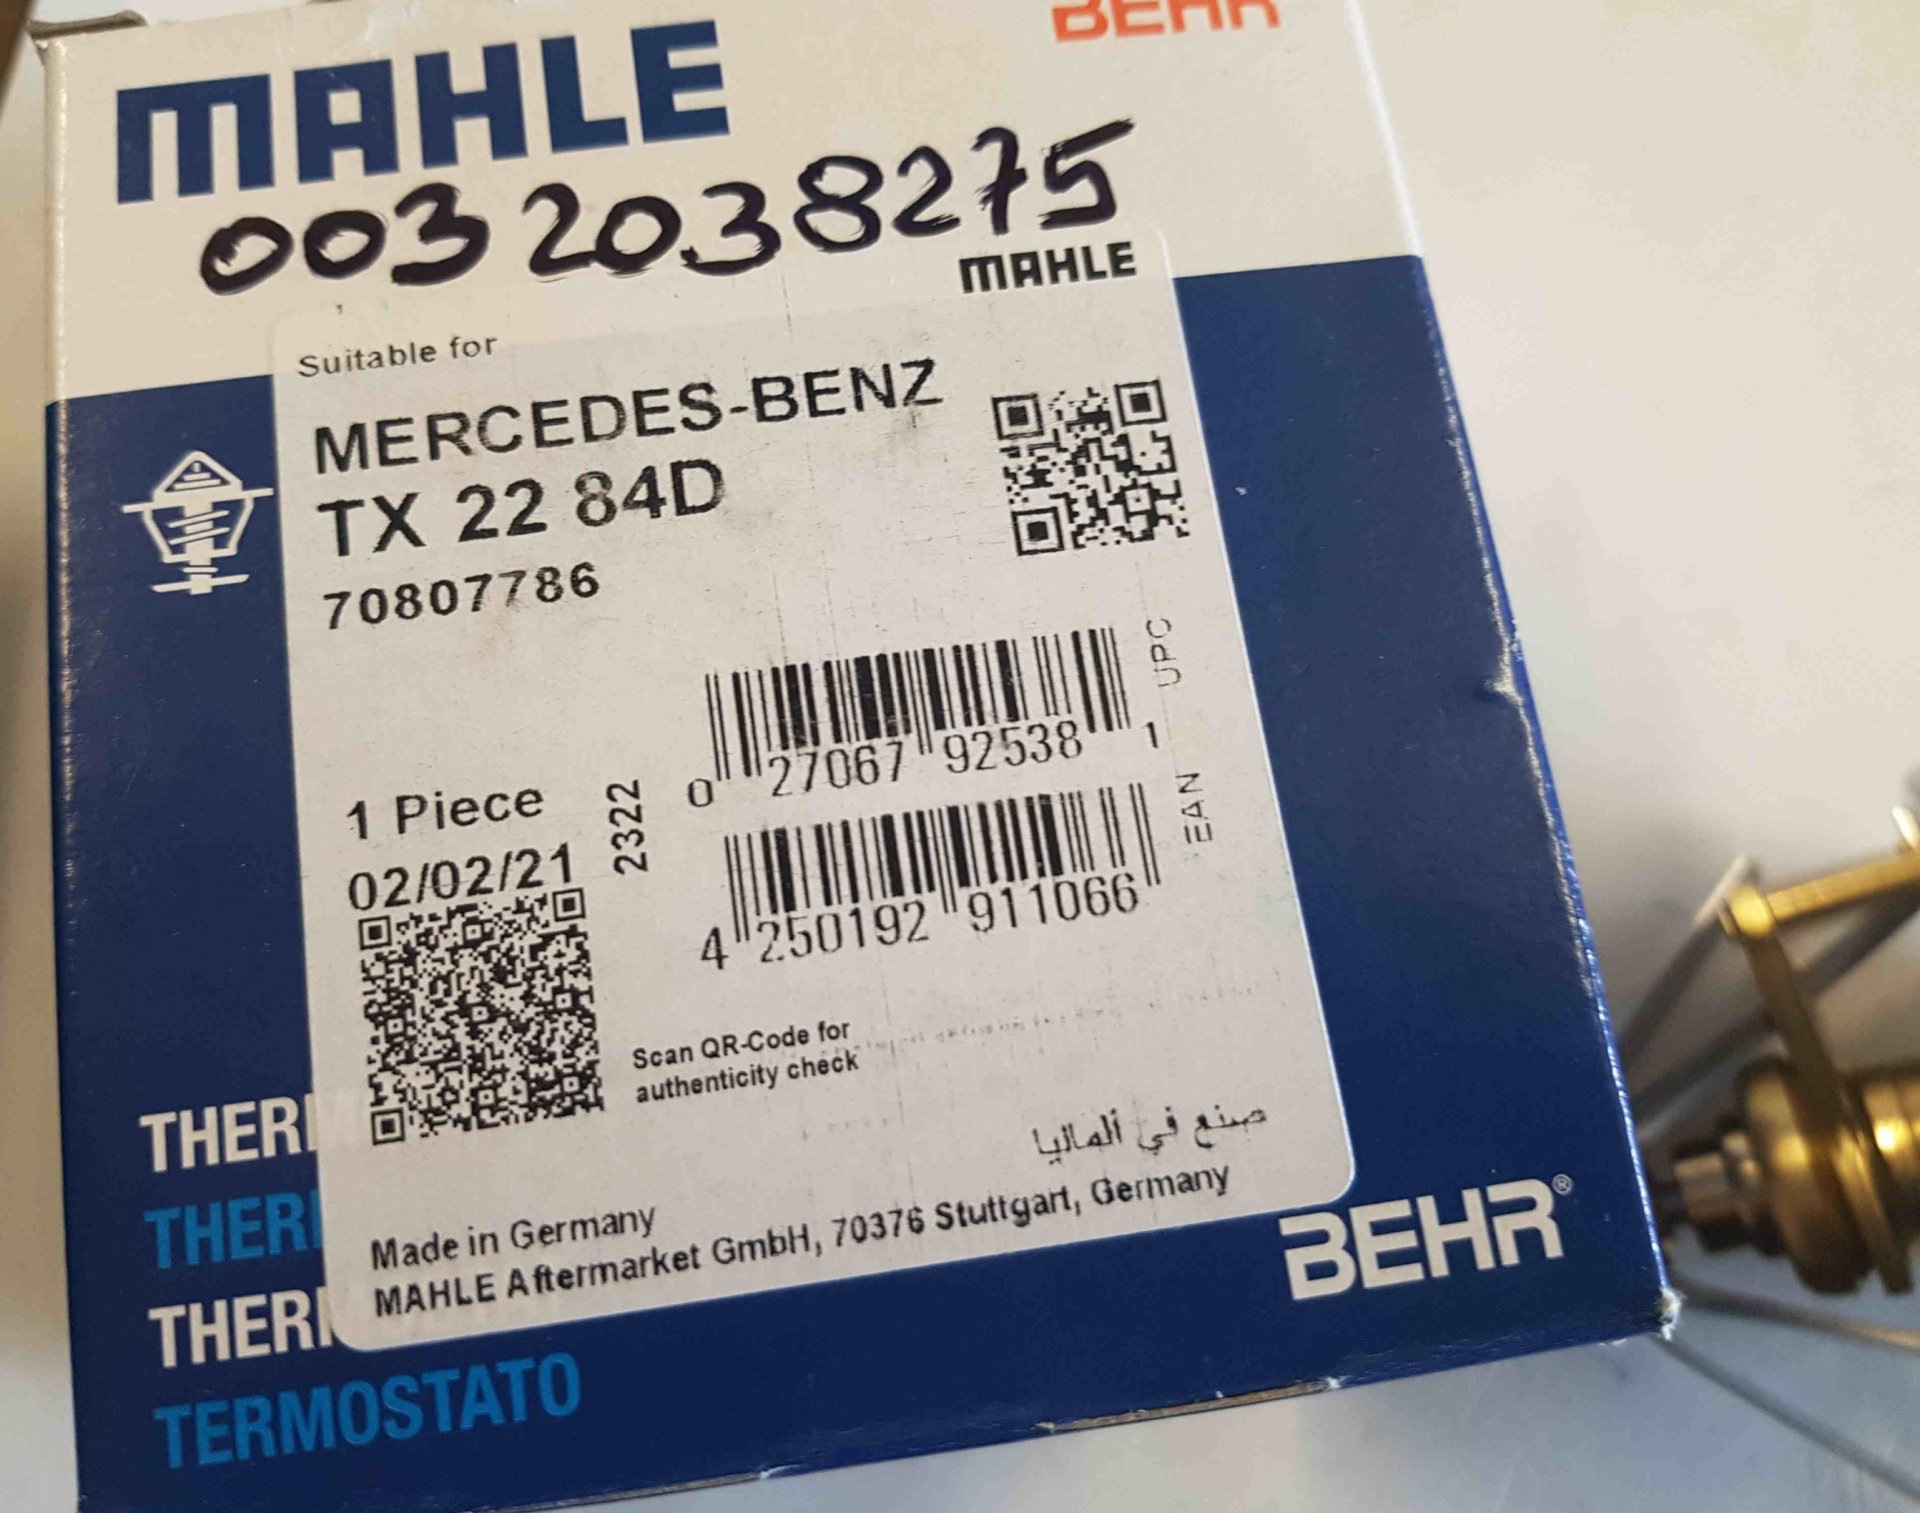 BEHR
MAHLE
0032038275
MAHLE
Suitable for
MERCEDES-BENZ
TX 22 84D
70807786
UPC
0 27067 92538 1
1 Piece
2322
02/02/21
EAN
4 250192 911066
Scan QR-Code for
authenticity check
صنع في ألمانيا
Made in Germany
MAHLE Aftermarket GmbH, 70376 Stuttgart, Germany
TERMOSTATO
BEHR®